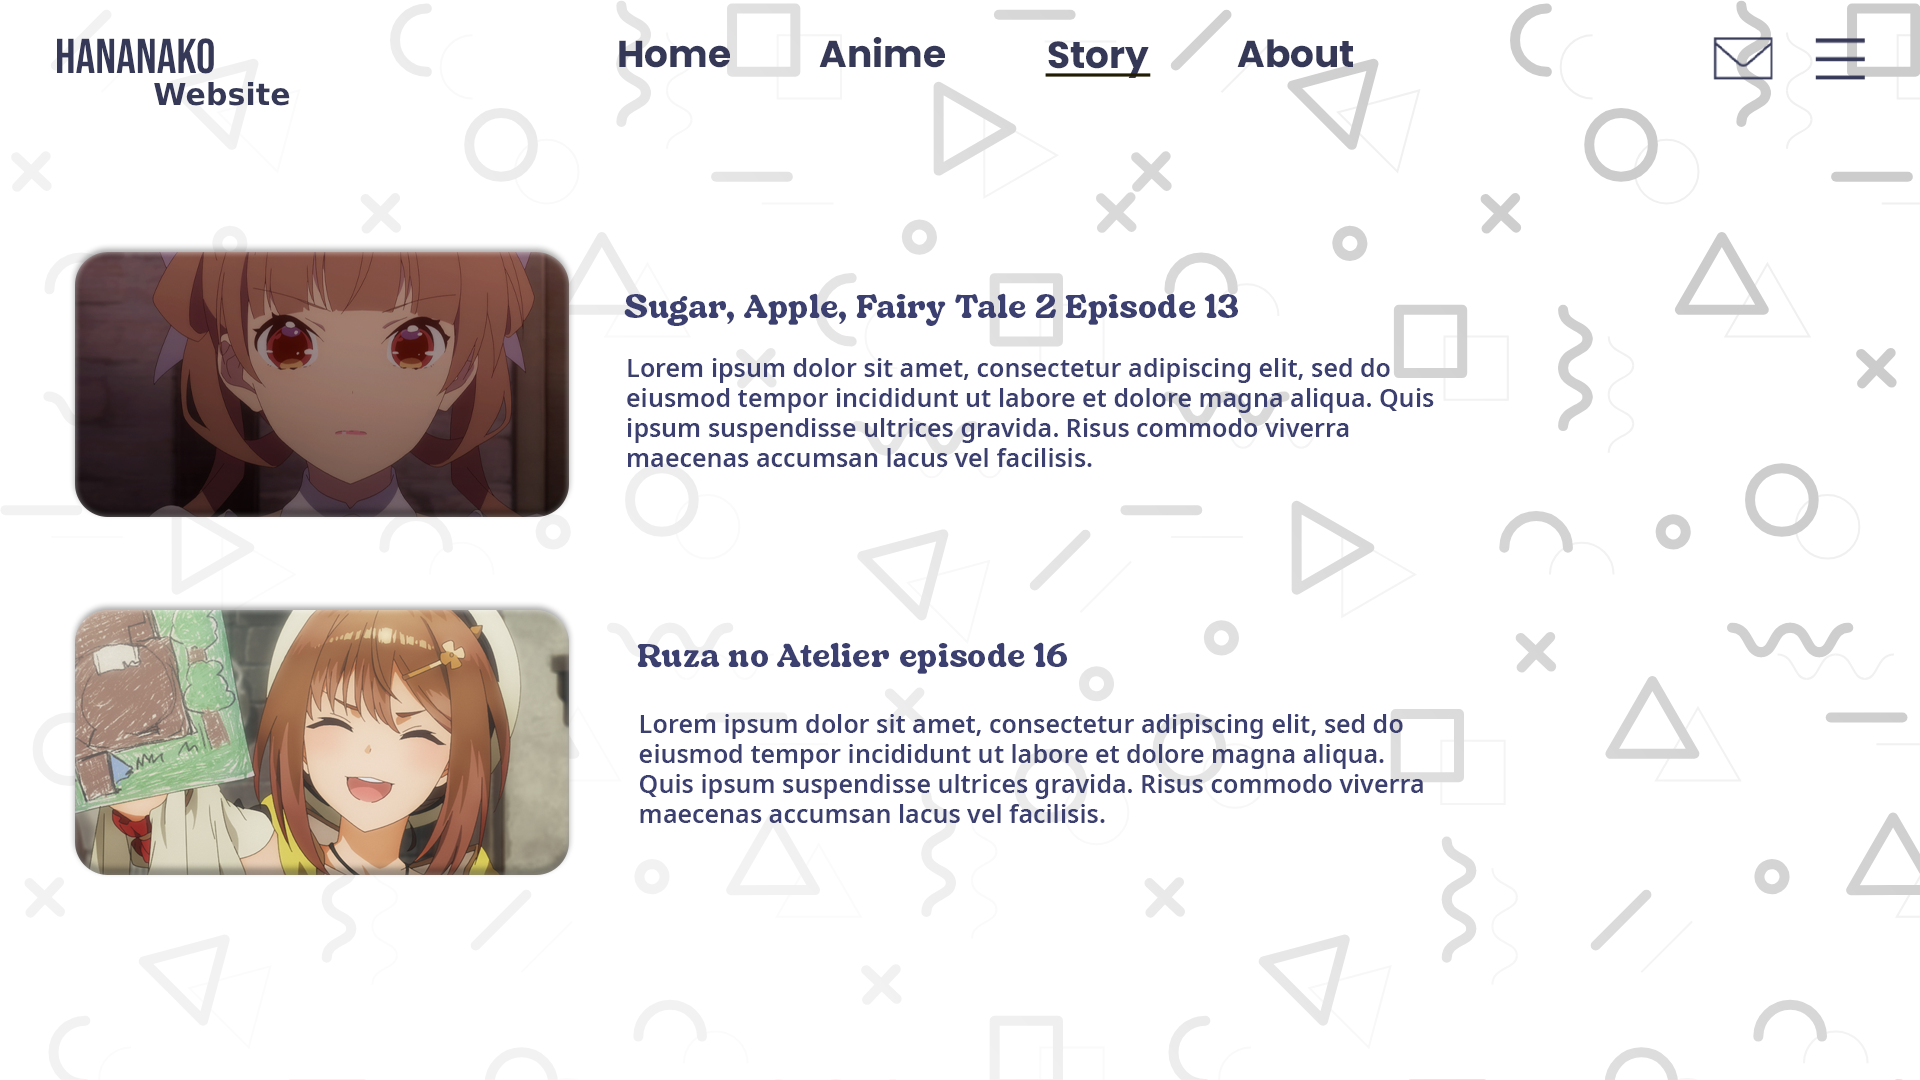 HANANAKO
Website
Home Anime Story About
Sugar, Apple, Fairy Tale 2 Episode 13
Lorem ipsum dolor sit amet, consectetur adipiscing elit, sed do
eiusmod tempor incididunt ut labore et dolore magna aliqua. Quis
ipsum suspendisse ultrices gravida. Risus commodo viverra
maecenas accumsan lacus vel facilisis.
Ruza no Atelier episode 16
Lorem ipsum dolor sit amet, consectetur adipiscing elit, sed do
eiusmod tempor incididunt ut labore et dolore magna aliqua.
Quis ipsum suspendisse ultrices gravida. Risus commodo viverra
maecenas accumsan lacus vel facilisis.